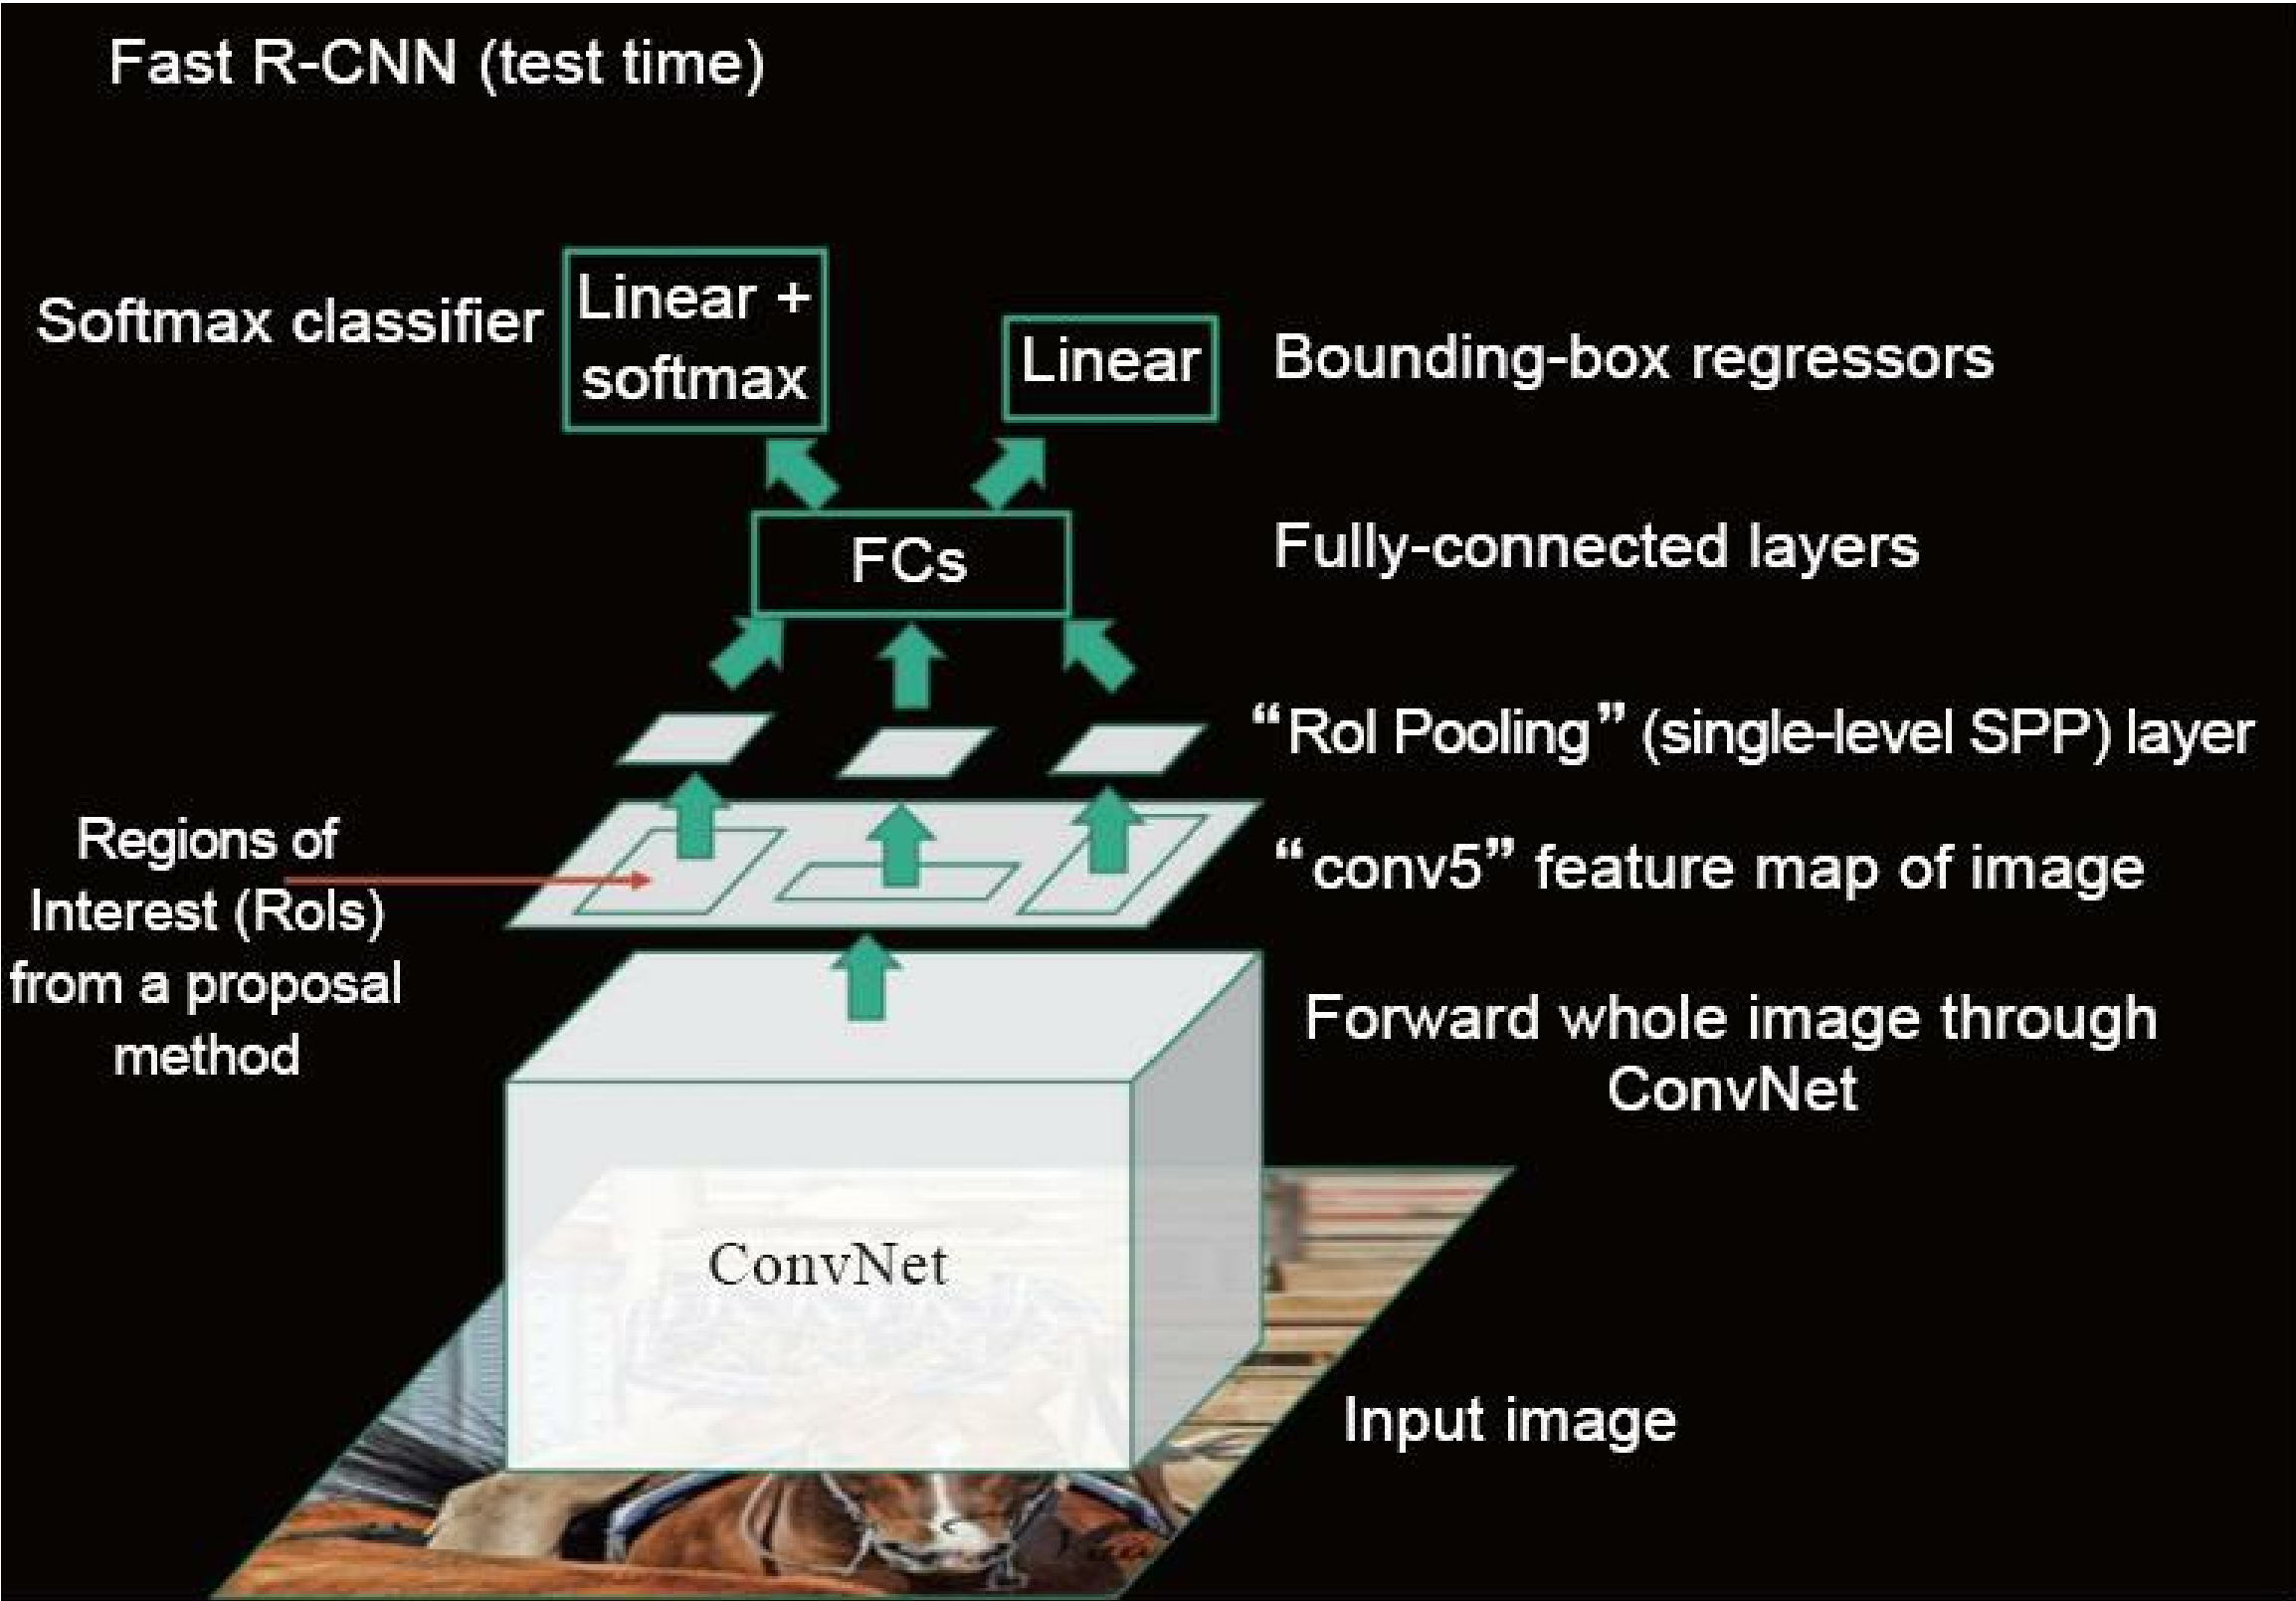 Fast R-CNN (test time)
Softmax classifier
Linear +
softmax
Linear
Bounding-box regressors
FCs
Fully-connected layers
“RoI Pooling” (single-level SPP) layer
Regions of
Interest (RoIs)
from a proposal
method
“conv5” feature map of image
Forward whole image through
ConvNet
ConvNet
Input image